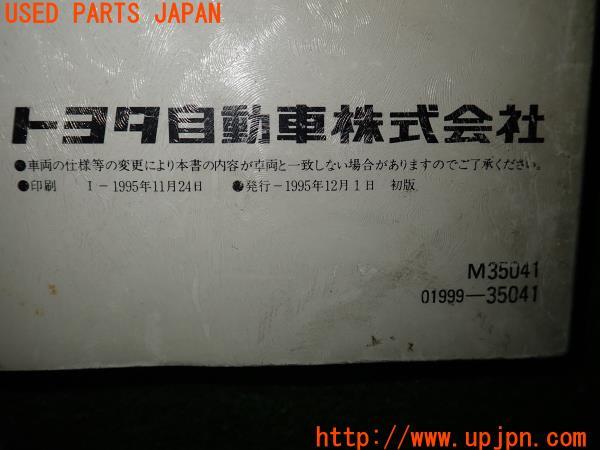 USED PARTS JAPAN
トヨタ自動車株式会社
●車両の仕様等の変更により本書の内容が車両と一致しない場合がありますのでご了承ください。
●印刷 I－1995年11月24日 ●発行－1995年12月1日 初版
M35041
01999－35041
http://www.upjpn.com/